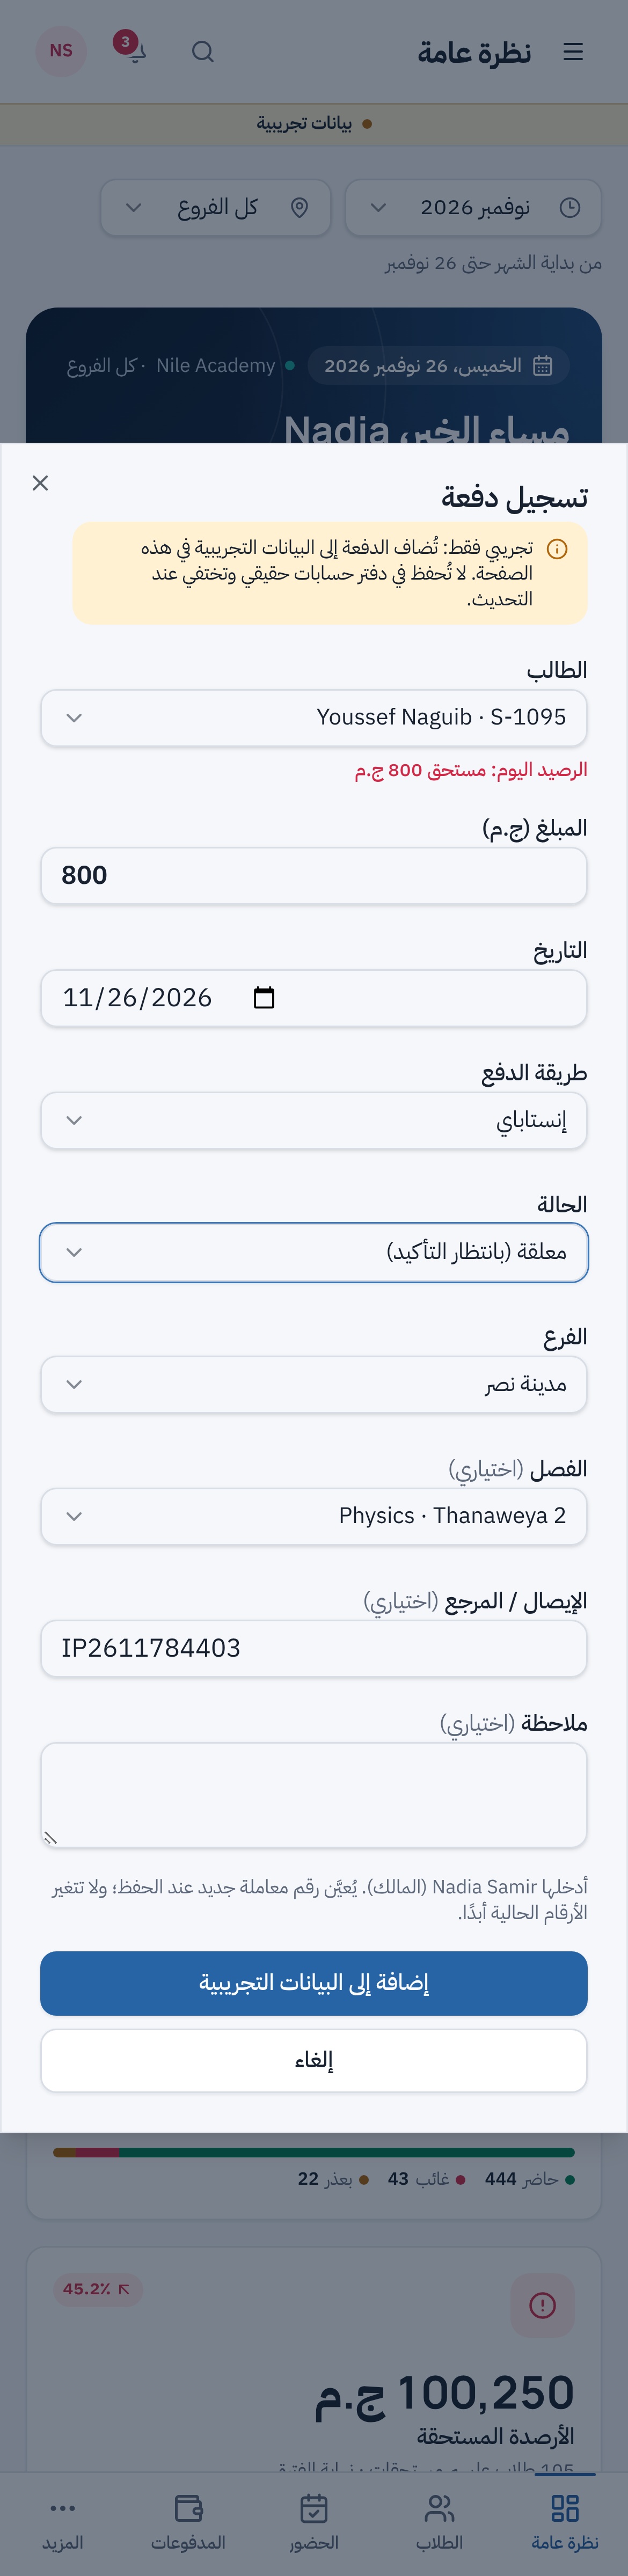 نظرة عامة
3
NS
بيانات تجريبية
نوفمبر 2026
كل الفروع
من بداية الشهر حتى 26 نوفمبر
الخميس، 26 نوفمبر 2026
Nile Academy · كل الفروع
مساء الخير، Nadia
تسجيل دفعة
تجريبي فقط: تُضاف الدفعة إلى البيانات التجريبية في هذه
الصفحة. لا تُحفظ في دفتر حسابات حقيقي وتختفي عند
التحديث.
الطالب
Youssef Naguib · S-1095
الرصيد اليوم: مستحق 800 ج.م
المبلغ (ج.م)
800
التاريخ
11/26/2026
طريقة الدفع
إنستاباي
الحالة
معلقة (بانتظار التأكيد)
الفرع
مدينة نصر
الفصل (اختياري)
Physics · Thanaweya 2
الإيصال / المرجع (اختياري)
IP2611784403
ملاحظة (اختياري)
أدخلها Nadia Samir (المالك). يُعيَّن رقم معاملة جديد عند الحفظ؛ ولا تتغير
الأرقام الحالية أبدًا.
إضافة إلى البيانات التجريبية
إلغاء
حاضر 444
غائب 43
بعذر 22
45.2٪
100,250 ج.م
الأرصدة المستحقة
نظرة عامة
الطلاب
الحضور
المدفوعات
المزيد